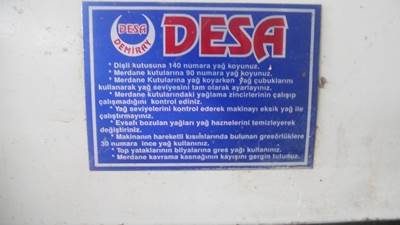 DESA
DEMİRAY
DESA
* Dişli kutusuna 140 numara yağ koyunuz.
* Merdane kutularına 90 numara yağ koyunuz.
* Merdane Kutularına yağ koyarken Yağ çubuklarını
kullanarak yağ seviyesini tam olarak ayarlayınız.
* Merdane kutularındaki yağlama zincirlerinin çalışıp
çalışmadığını kontrol ediniz.
* Yağ seviyelerini kontrol ederek makinayı eksik yağ ile
çalıştırmayınız.
* Evsafı bozulan yağları yağ haznelerini temizleyerek
değiştiriniz.
* Makinanın hareketli kısımlarında bulunan gresörlüklere
30 numara ince yağ kullanınız.
* Top yataklarının bilyalarına gres yağı kullanınız.
* Merdane kavrama kasnağının kayışını gergin tutunuz.